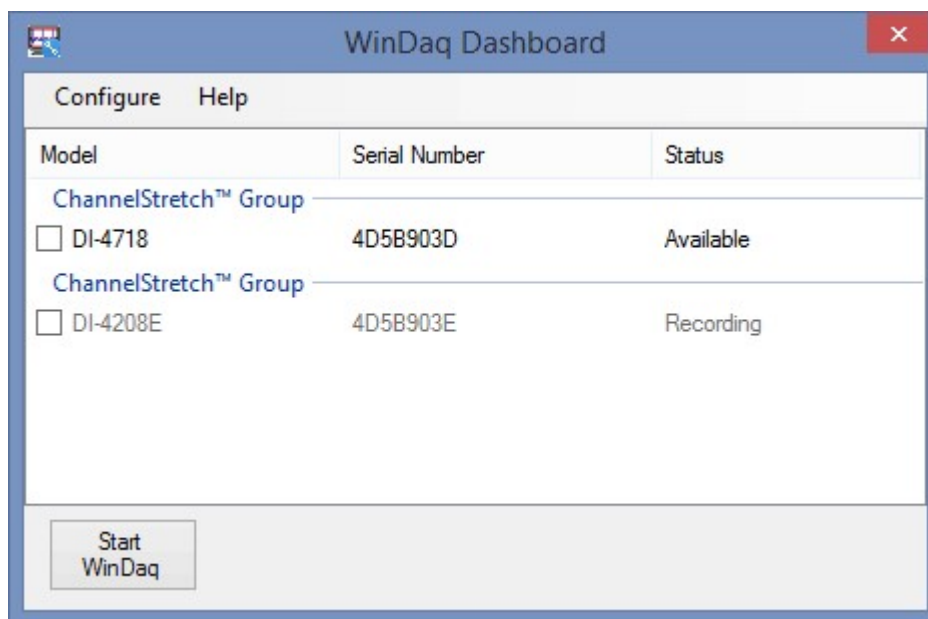 WinDaq Dashboard
Configure Help
Model Serial Number Status
ChannelStretch™ Group
DI-4718 4D5B903D Available
ChannelStretch™ Group
DI-4208E 4D5B903E Recording
Start
WinDaq